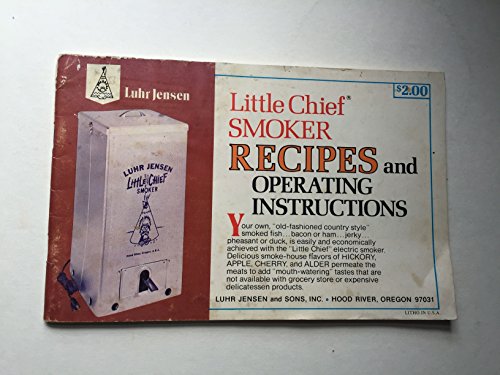 Luhr Jensen
$2.00
Little Chief®
SMOKER
RECIPES and
OPERATING
INSTRUCTIONS
Your own, "old-fashioned country style"
smoked fish... bacon or ham... jerky...
pheasant or duck, is easily and economically
achieved with the "Little Chief" electric smoker.
Delicious smoke-house flavors of HICKORY,
APPLE, CHERRY, and ALDER permeate the
meats to add "mouth-watering" tastes that are
not available with grocery store or expensive
delicatessen products.
LUHR JENSEN and SONS, INC. • HOOD RIVER, OREGON 97031
LITHO IN U.S.A.
LUHR JENSEN
LITTLE CHIEF
SMOKER